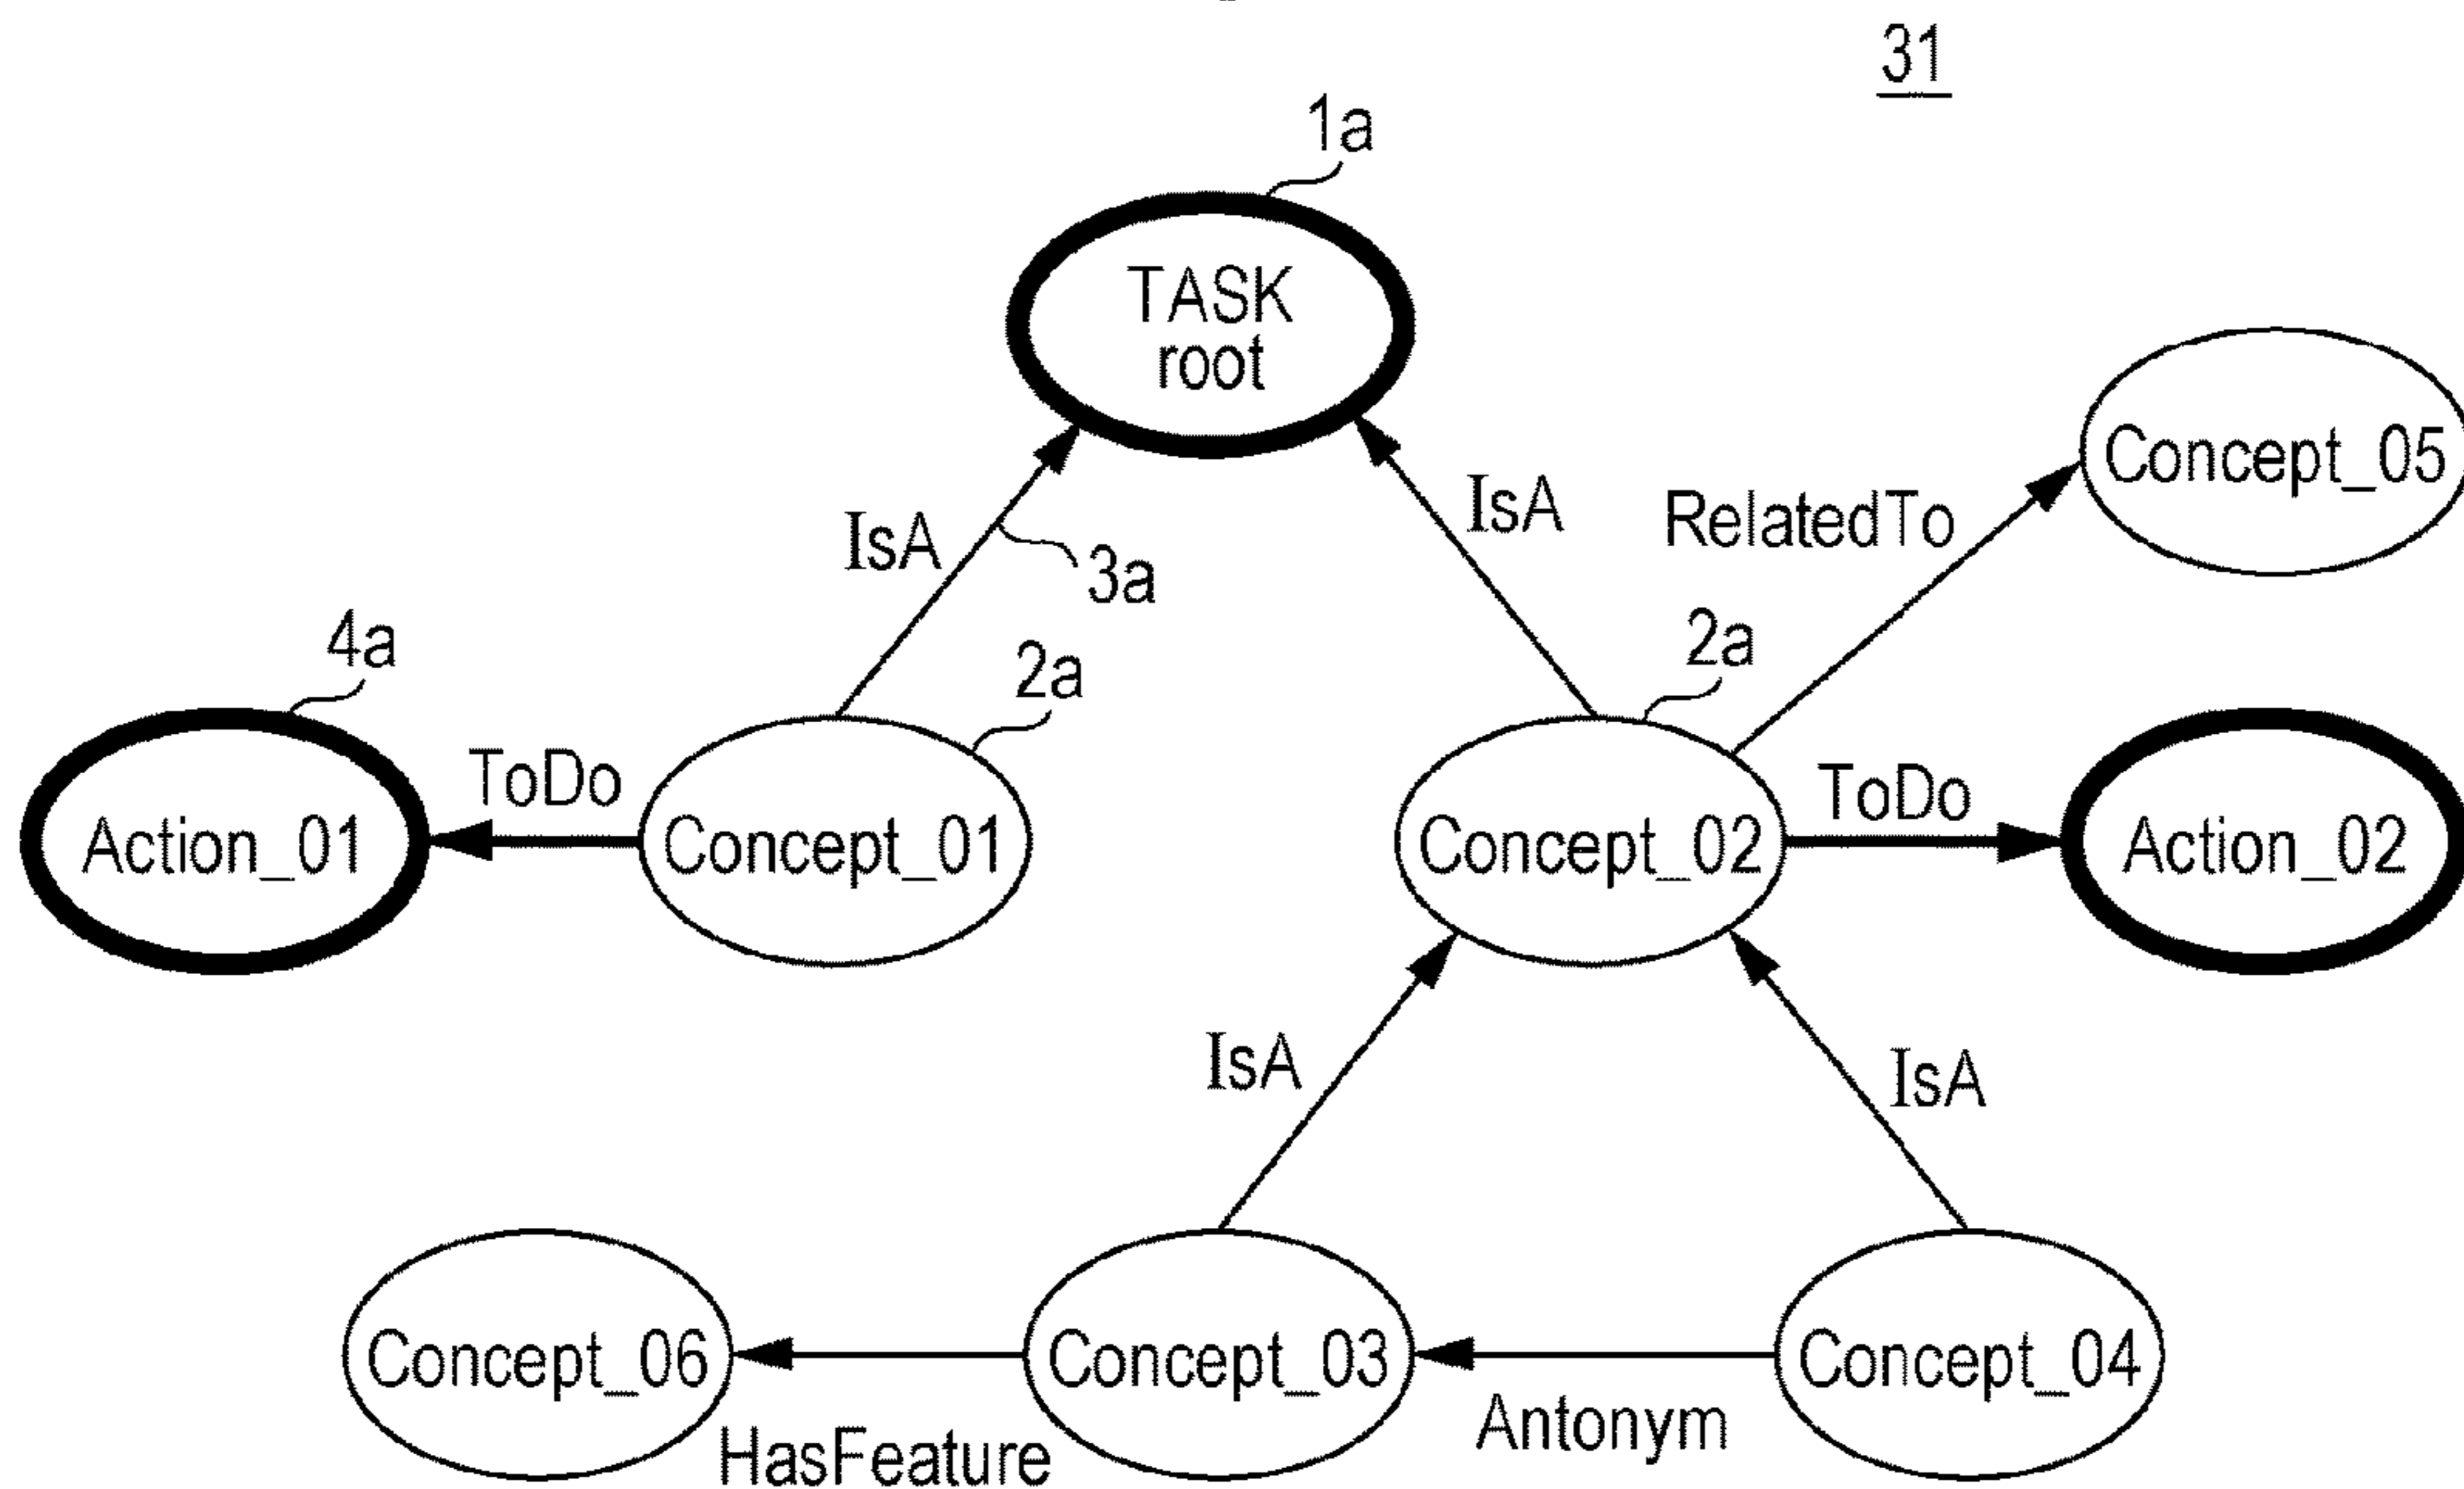 31
1a
TASK
root
Concept_05
IsA
IsA
RelatedTo
3a
4a
2a
2a
ToDo
ToDo
Action_01
Concept_01
Concept_02
Action_02
IsA
IsA
Concept_06
Concept_03
Concept_04
HasFeature
Antonym